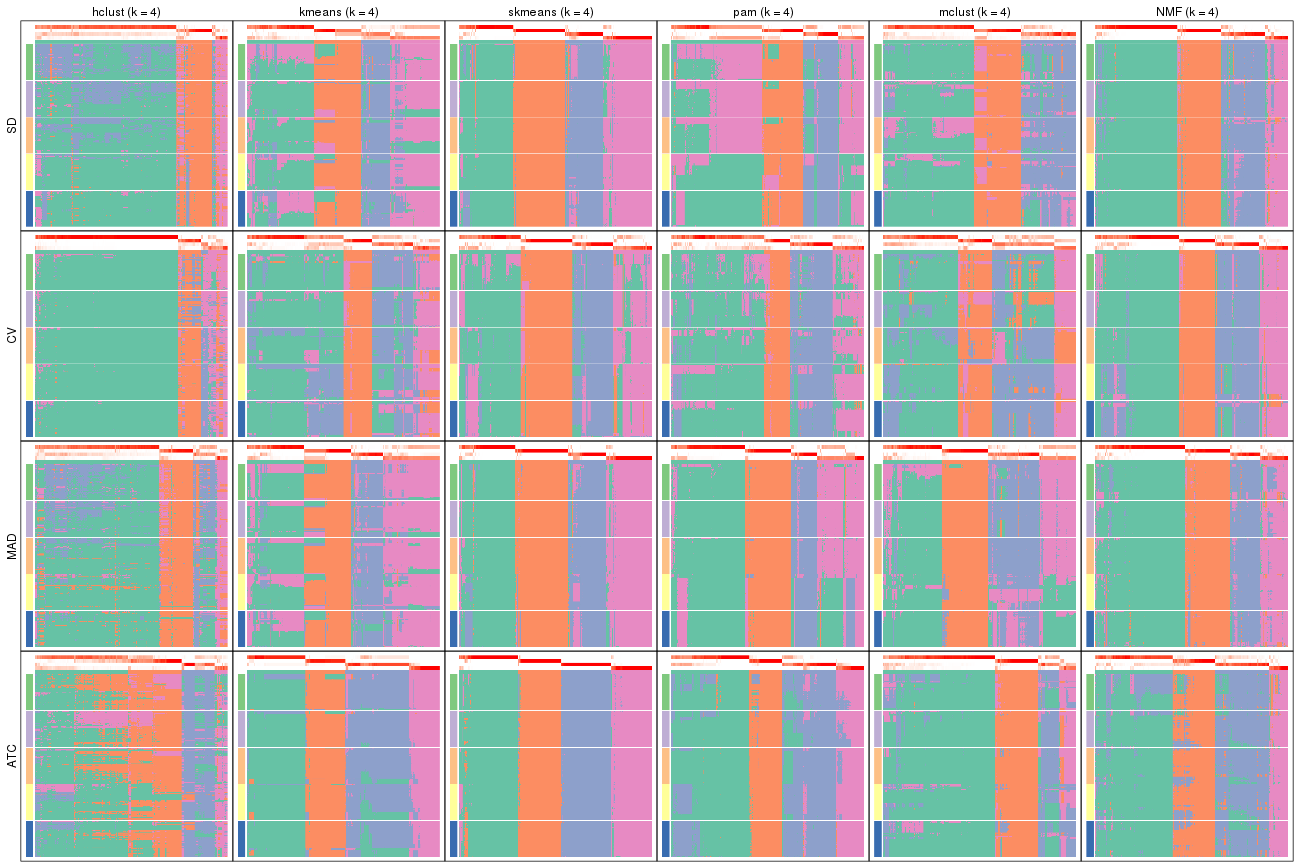 hclust (k = 4) kmeans (k = 4) skmeans (k = 4) pam (k = 4) mclust (k = 4) NMF (k = 4)
SD
CV
MAD
ATC